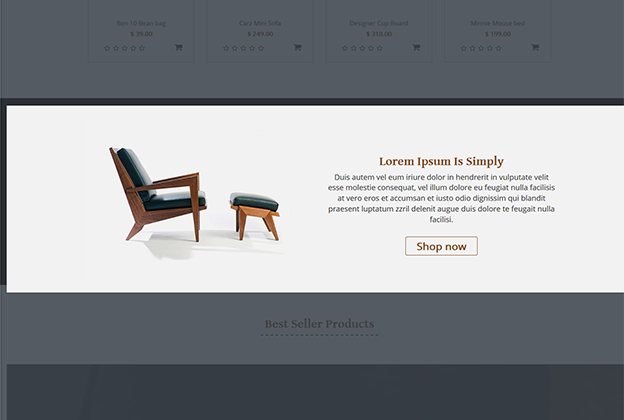 Ben 10 Bean bag
$ 39.00
Cara Mini Sofa
$ 249.00
Designer Cup Board
$ 310.00
Minnie Mouse bed
$ 199.00
Lorem Ipsum Is Simply
Duis autem vel eum iriure dolor in hendrerit in vulputate velit
esse molestie consequat, vel illum dolore eu feugiat nulla facilisis
at vero eros et accumsan et iusto odio dignissim qui blandit
praesent luptatum zzril delenit augue duis dolore te feugait nulla
facilisi.
Shop now
Best Seller Products